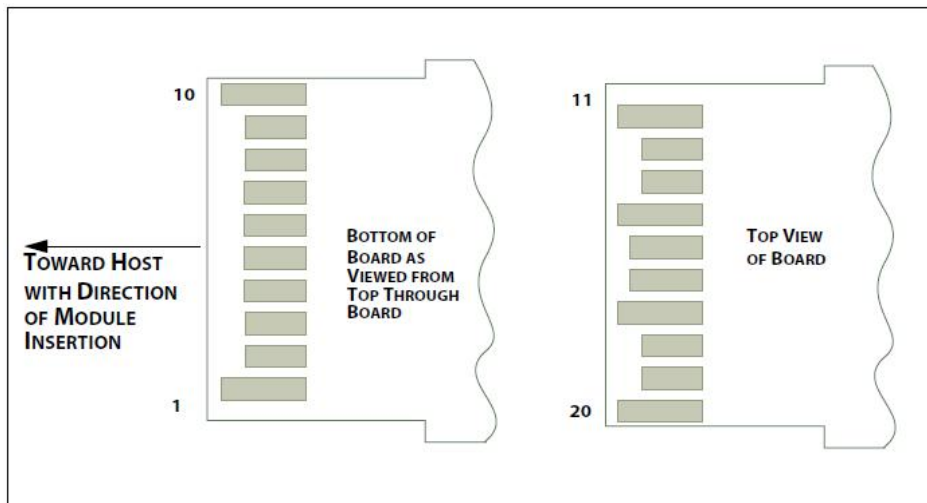 10
BOTTOM OF
BOARD AS
VIEWED FROM
TOP THROUGH
BOARD
TOWARD HOST
WITH DIRECTION
OF MODULE
INSERTION
1
11
TOP VIEW
OF BOARD
20